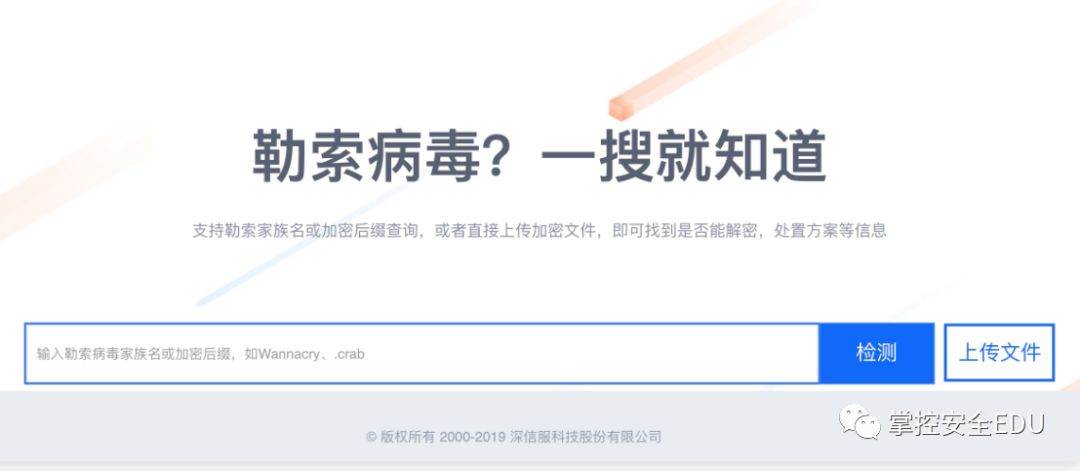 勒索病毒？一搜就知道
支持勒索家族名或加密后缀查询，或者直接上传加密文件，即可找到是否能解密，处置方案等信息
输入勒索病毒家族名或加密后缀，如Wannacry、.crab
检测
上传文件
© 版权所有 2000-2019 深信服科技股份有限公司
掌控安全EDU